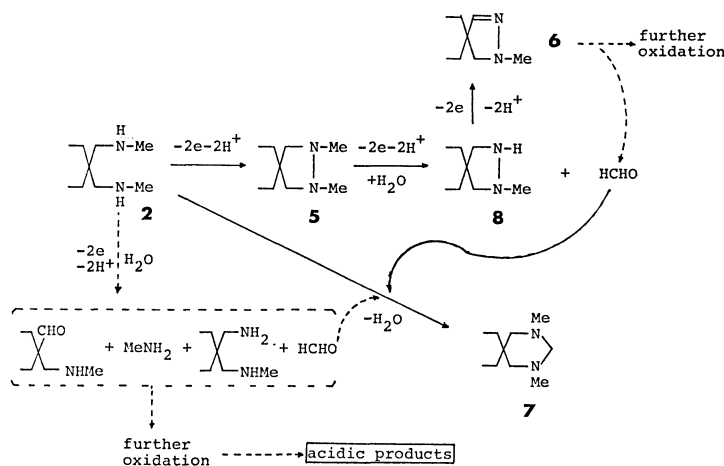 N
N—Me
6
further
oxidation
-2e -2H⁺
H
N—Me
N—Me
H
2
-2e-2H⁺
N—Me
N—Me
5
-2e-2H⁺
+H₂O
N—H
N—Me
8
+ HCHO
-2e
-2H⁺
H₂O
-H₂O
CHO
NHMe
+ MeNH₂ +
NH₂
NHMe
+ HCHO
Me
N
N
Me
7
further
oxidation
acidic products